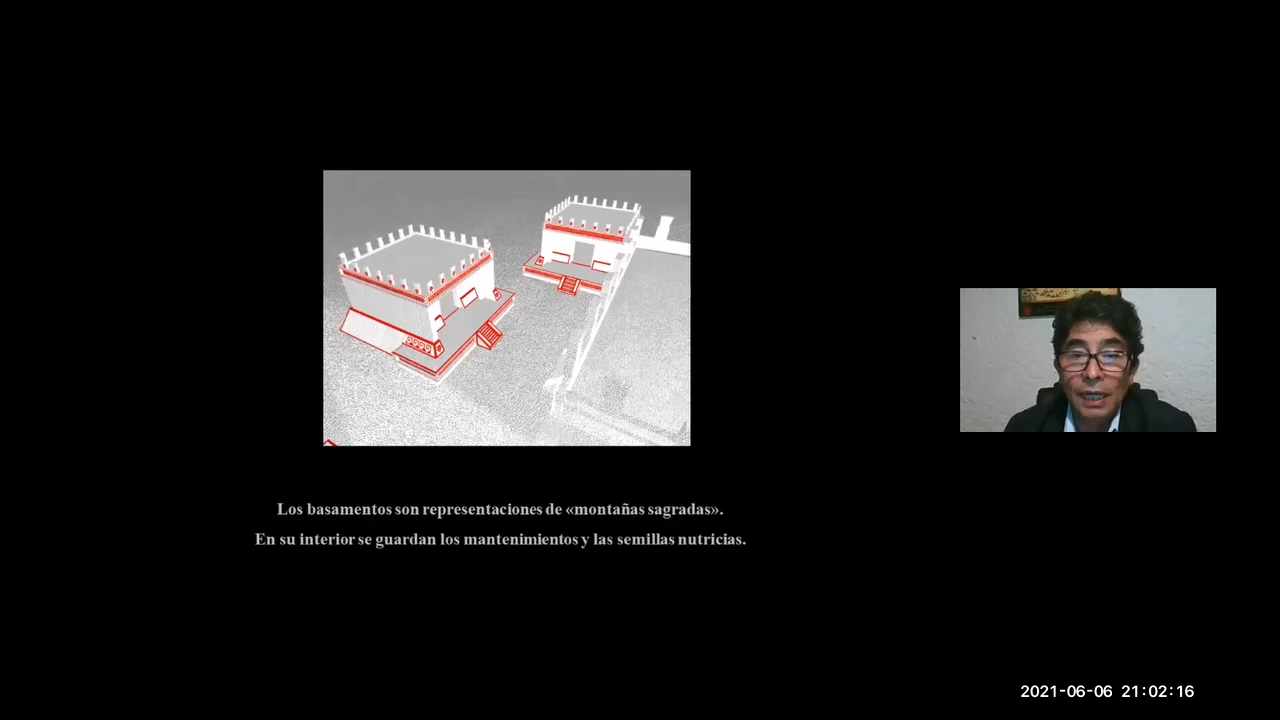 Los basamentos son representaciones de «montañas sagradas».
En su interior se guardan los mantenimientos y las semillas nutricias.
2021-06-06 21:02:16